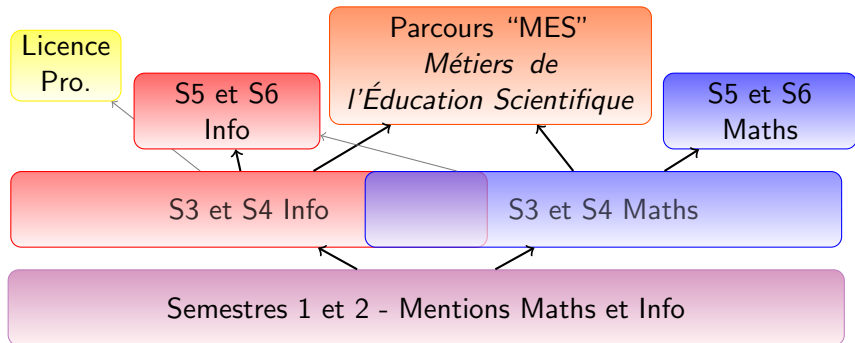 Licence
Pro.
S5 et S6
Info
Parcours “MES”
Métiers de
l'Éducation Scientifique
S5 et S6
Maths
S3 et S4 Info
S3 et S4 Maths
Semestres 1 et 2 - Mentions Maths et Info